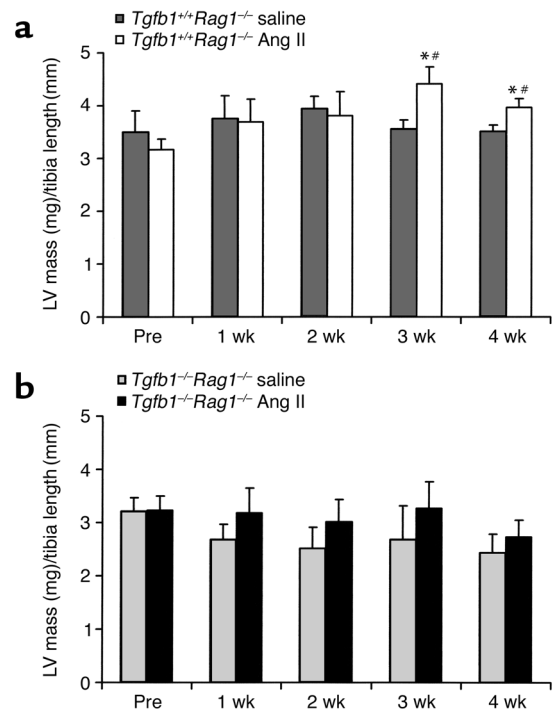 a
Tgfb1+/+Rag1–/– saline
Tgfb1+/+Rag1–/– Ang II
LV mass (mg)/tibia length (mm)
5
4
3
2
1
0
*#
*#
Pre 1 wk 2 wk 3 wk 4 wk
b
Tgfb1–/–Rag1–/– saline
Tgfb1–/–Rag1–/– Ang II
LV mass (mg)/tibia length (mm)
5
4
3
2
1
0
Pre 1 wk 2 wk 3 wk 4 wk